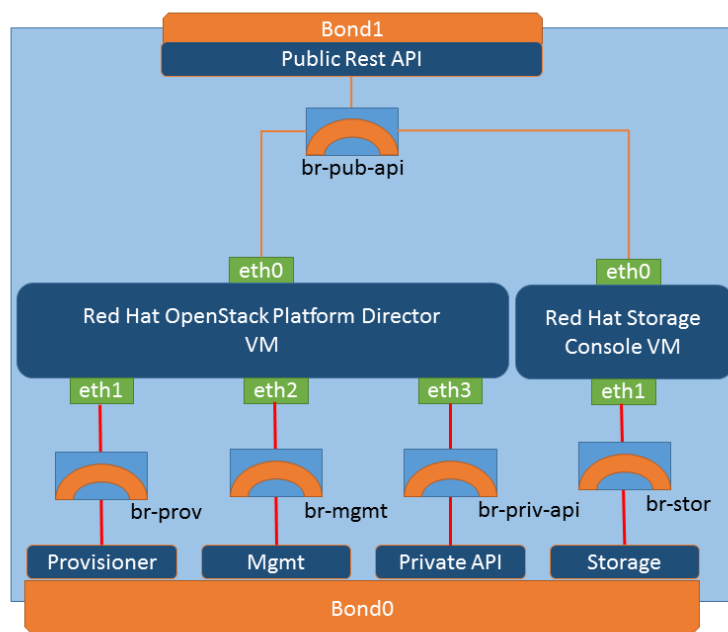 Bond1
Public Rest API
br-pub-api
eth0
eth0
Red Hat OpenStack Platform Director
VM
Red Hat Storage
Console VM
eth1
eth2
eth3
eth1
br-prov
br-mgmt
br-priv-api
br-stor
Provisioner
Mgmt
Private API
Storage
Bond0